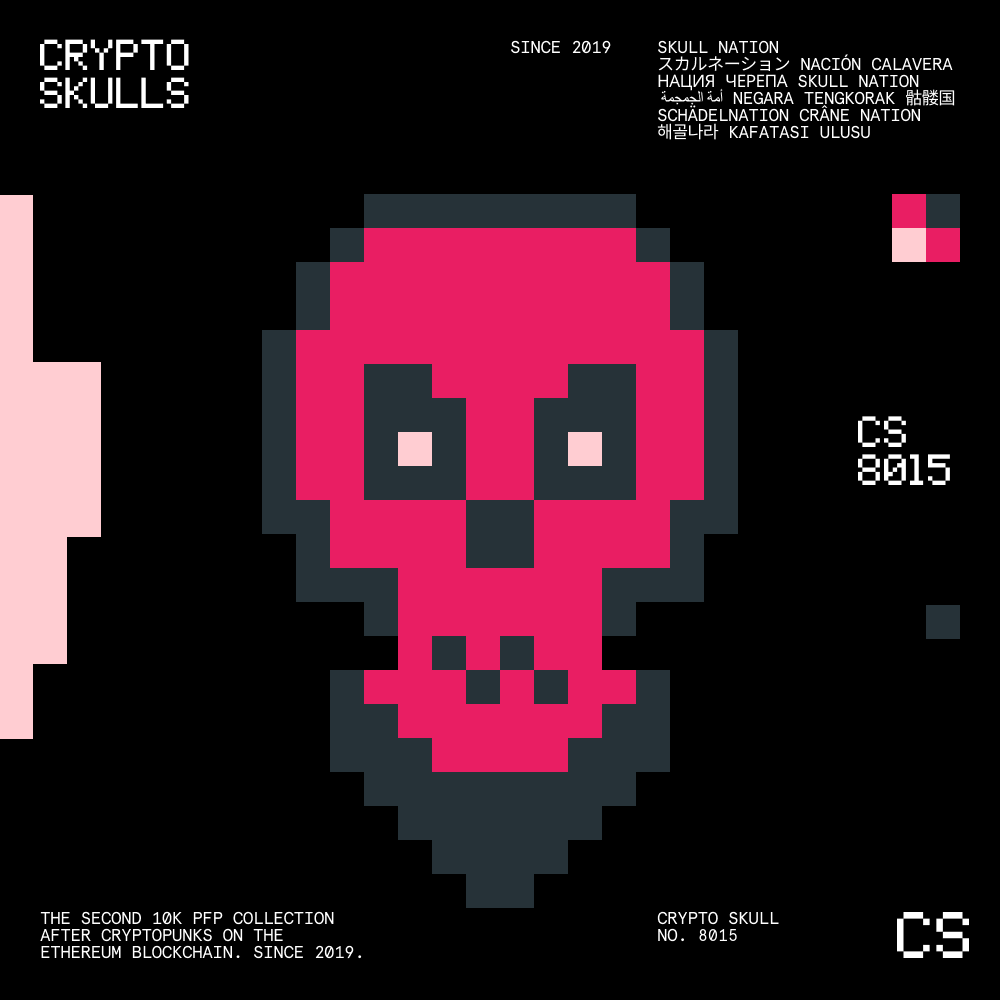 CRYPTO
SKULLS
SINCE 2019
SKULL NATION
スカルネーション NACIÓN CALAVERA
НАЦИЯ ЧЕРЕПА SKULL NATION
أمة الجمجمة NEGARA TENGKORAK 骷髅国
SCHÄDELNATION CRÂNE NATION
해골나라 KAFATASI ULUSU
CS
8015
THE SECOND 10K PFP COLLECTION
AFTER CRYPTOPUNKS ON THE
ETHEREUM BLOCKCHAIN. SINCE 2019.
CRYPTO SKULL
NO. 8015
CS